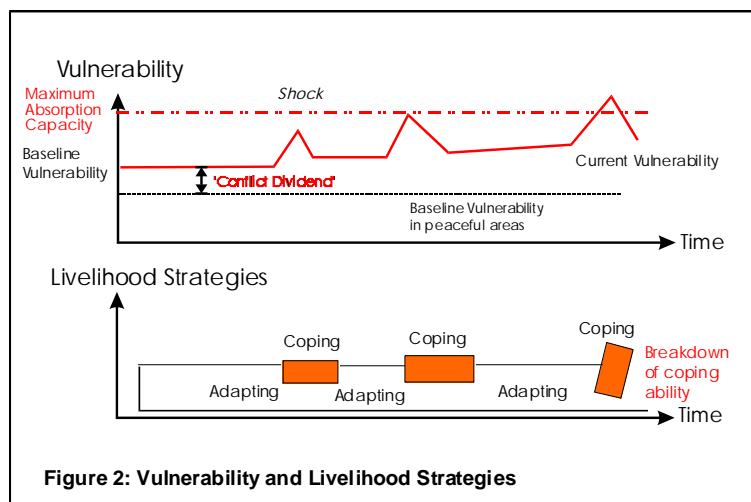 Vulnerability
Maximum
Absorption
Capacity
Shock
Baseline
Vulnerability
"Conflict Dividend"
Current Vulnerability
Baseline Vulnerability
in peaceful areas
Time
Livelihood Strategies
Coping
Coping
Coping
Breakdown
of coping
ability
Adapting
Adapting
Adapting
Time
Figure 2: Vulnerability and Livelihood Strategies